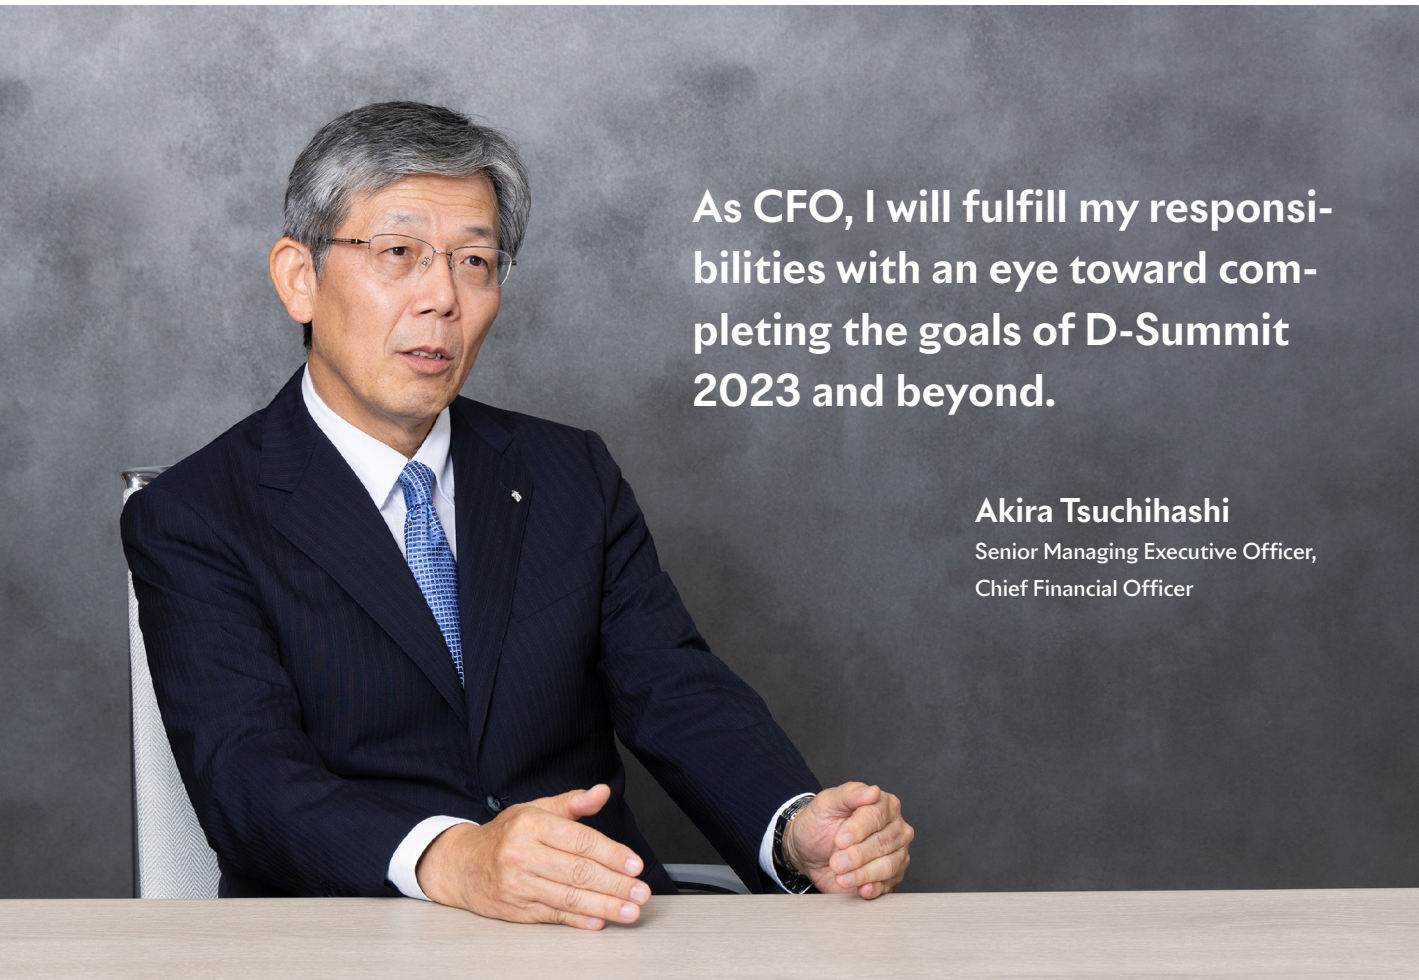 As CFO, I will fulfill my responsi-
bilities with an eye toward com-
pleting the goals of D-Summit
2023 and beyond.
Akira Tsuchihashi
Senior Managing Executive Officer,
Chief Financial Officer